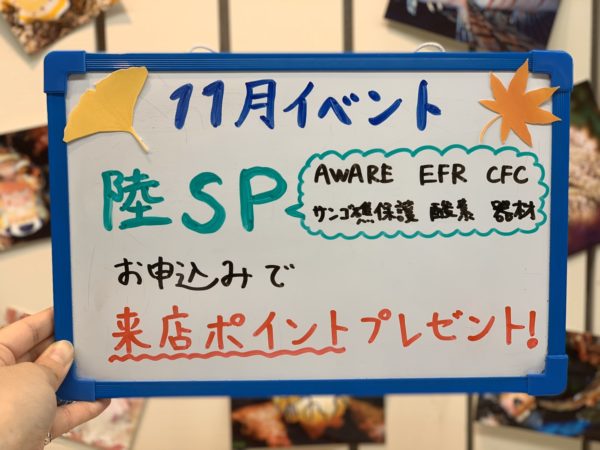 11月イベント
陸SP
AWARE EFR CFC
サンゴ礁保護 酸素 器材
お申込みで
来店ポイントプレゼント!